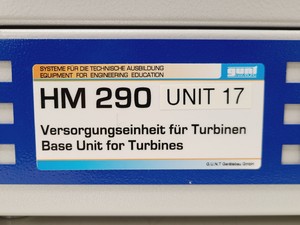 SYSTEME FÜR DIE TECHNISCHE AUSBILDUNG
EQUIPMENT FOR ENGINEERING EDUCATION
gunt
HAMBURG
HM 290 UNIT 17
Versorgungseinheit für Turbinen
Base Unit for Turbines
G.U.N.T Gerätebau GmbH